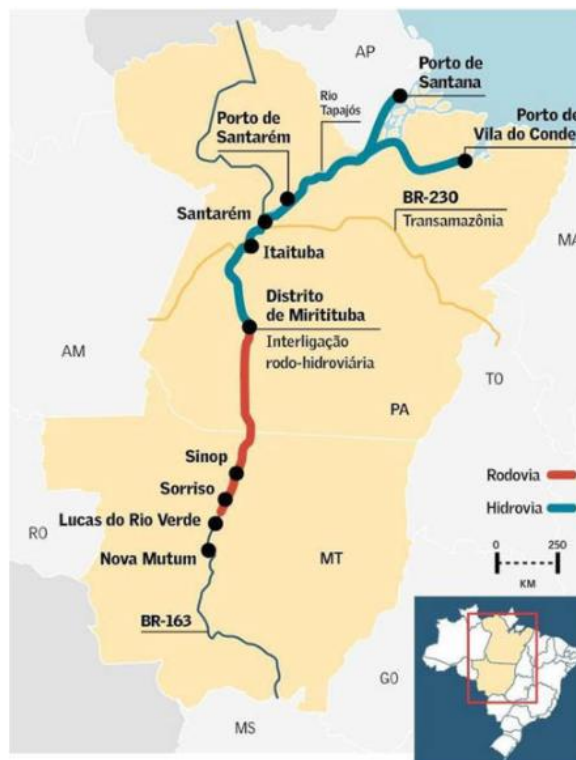 AP
Porto de
Santana
Rio
Tapajós
Porto de
Santarém
Porto de
Vila do Conde
BR-230
Transamazônia
Santarém
Itaituba
MA
Distrito
de Miritituba
Interligação
rodo-hidroviária
AM
TO
PA
Sinop
Sorriso
Lucas do Rio Verde
Nova Mutum
RO
MT
Rodovia
Hidrovia
0 250
KM
BR-163
GO
MS